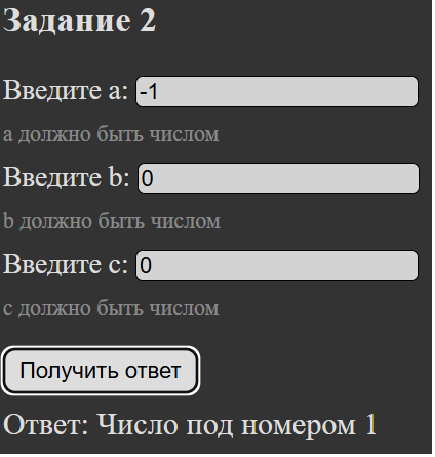 Задание 2
Введите a: -1
a должно быть числом
Введите b: 0
b должно быть числом
Введите c: 0
c должно быть числом
Получить ответ
Ответ: Число под номером 1